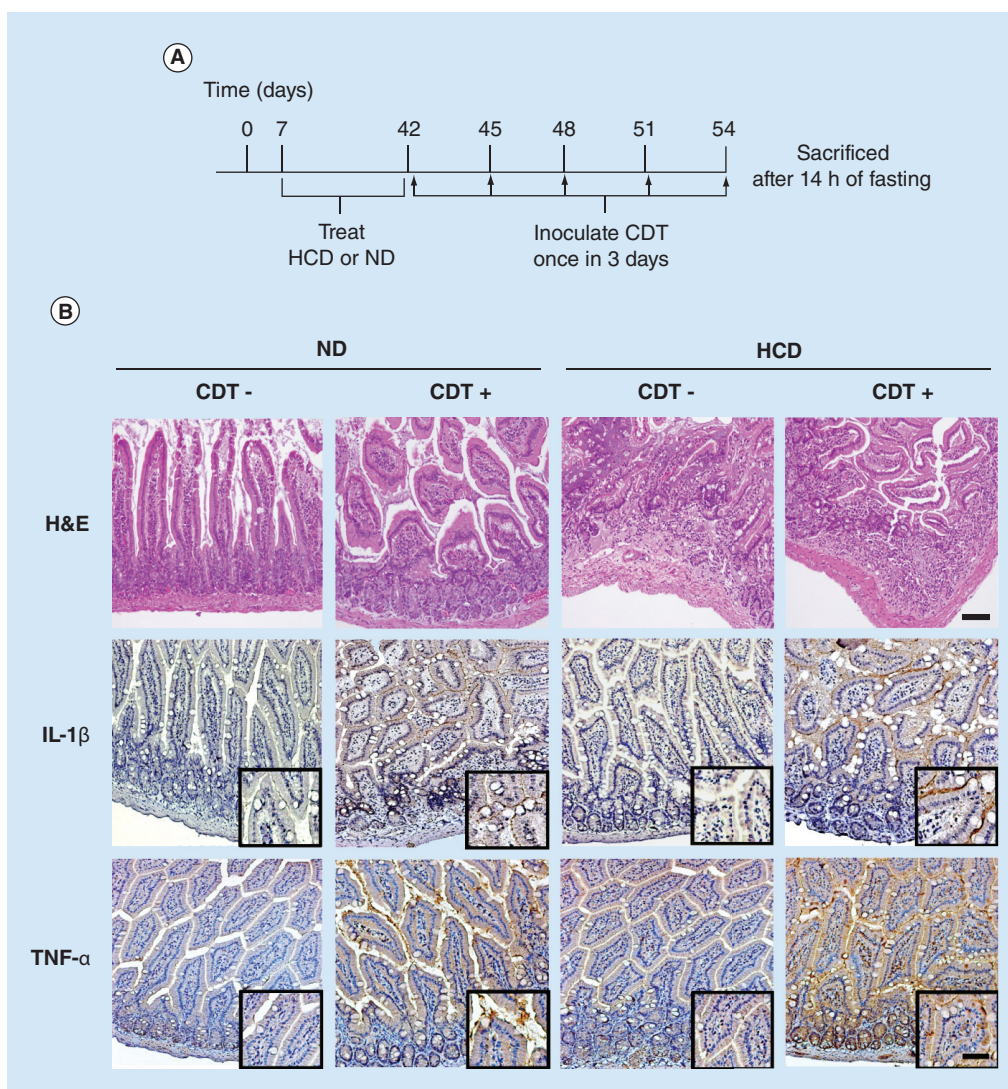 A
Time (days)
0 7 42 45 48 51 54
Sacrificed
after 14 h of fasting
Treat
HCD or ND
Inoculate CDT
once in 3 days
B
ND HCD
CDT - CDT + CDT - CDT +
H&E
IL-1β
TNF-α